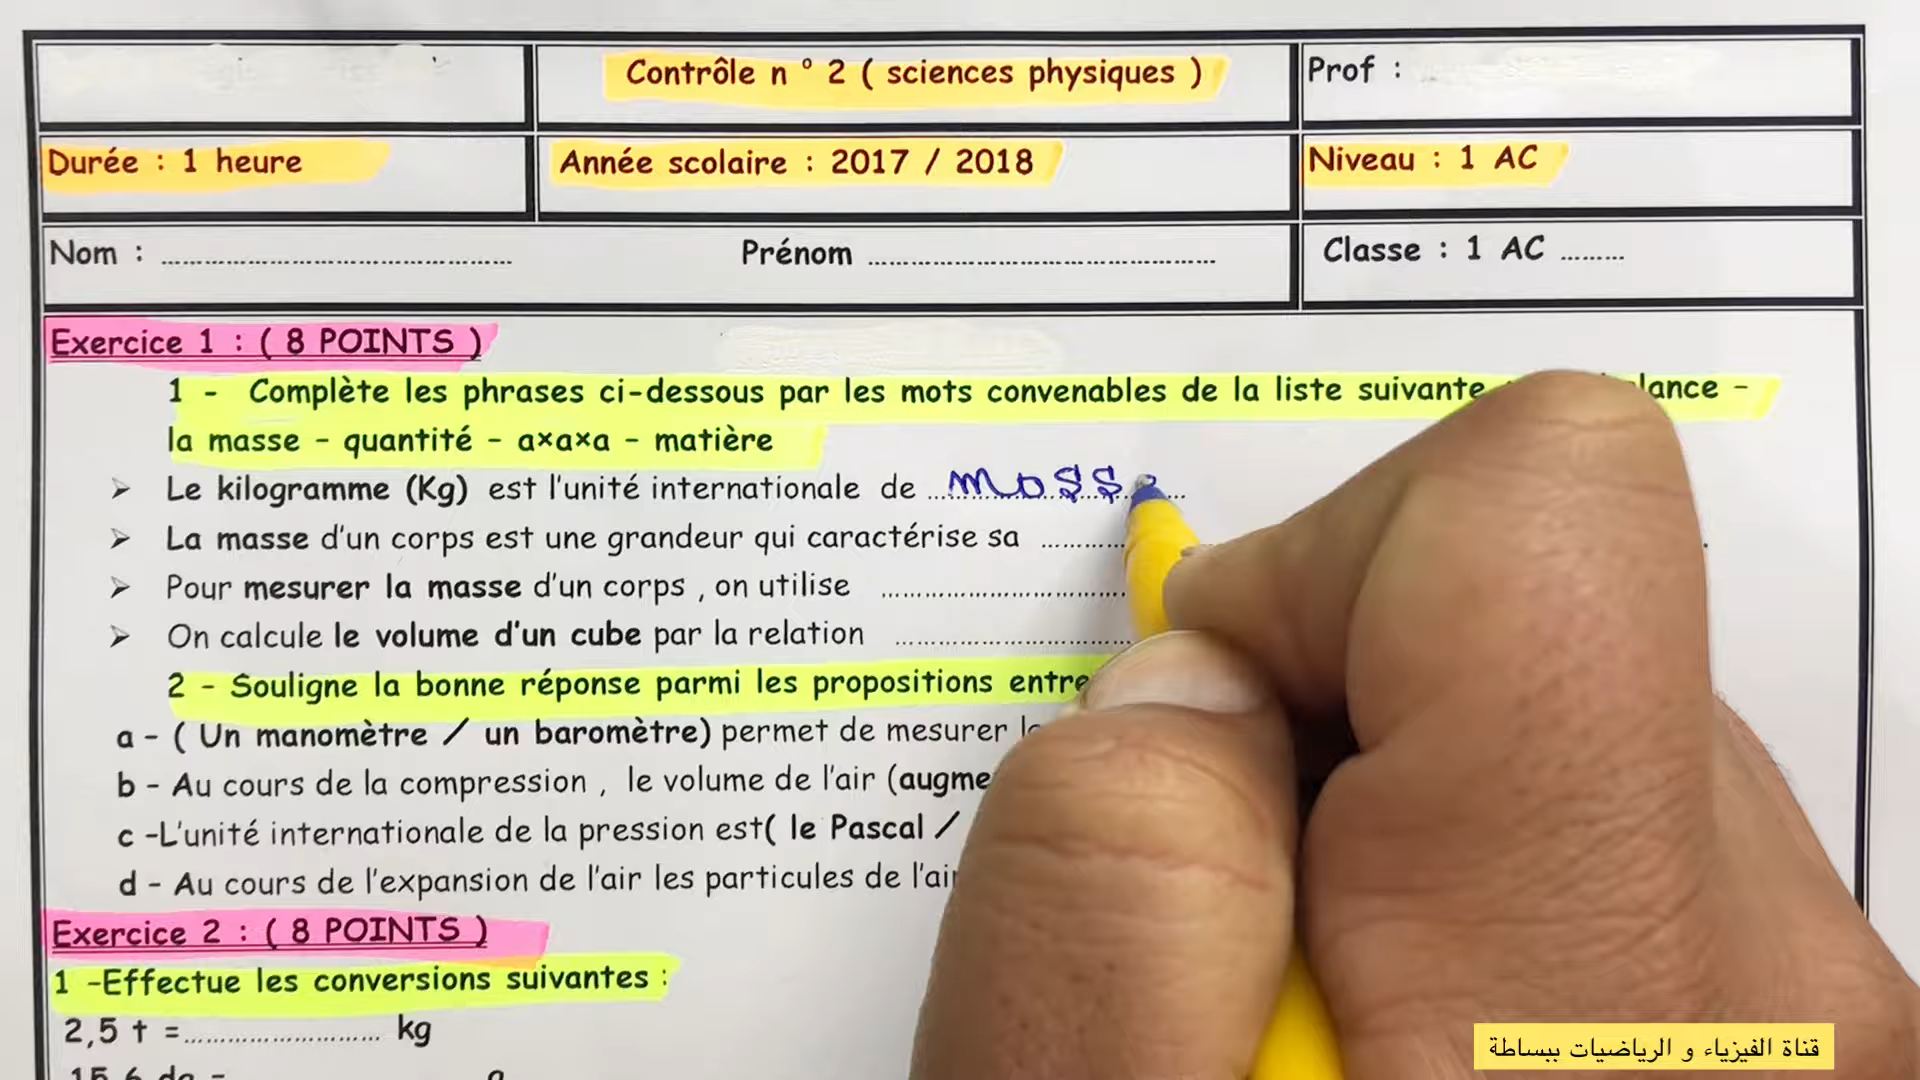 Contrôle n ° 2 ( sciences physiques )
Prof :
Durée : 1 heure
Année scolaire : 2017 / 2018
Niveau : 1 AC
Nom : ..........................................
Prénom ..........................................
Classe : 1 AC .........
Exercice 1 : ( 8 POINTS )
1 - Complète les phrases ci-dessous par les mots convenables de la liste suivante
la masse - quantité - a×a×a - matière
➢ Le kilogramme (Kg) est l'unité internationale de masse
➢ La masse d'un corps est une grandeur qui caractérise sa ..........
➢ Pour mesurer la masse d'un corps , on utilise ..............................
➢ On calcule le volume d'un cube par la relation ..............................
2 - Souligne la bonne réponse parmi les propositions entre
a - ( Un manomètre / un baromètre) permet de mesurer
b - Au cours de la compression , le volume de l'air (
c -L'unité internationale de la pression est( le Pascal /
d - Au cours de l'expansion de l'air les particules de l'air
Exercice 2 : ( 8 POINTS )
1 -Effectue les conversions suivantes :
2,5 t =......................... kg
قناة الفيزياء و الرياضيات ببساطة